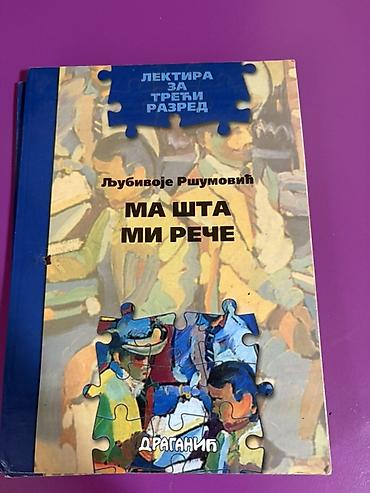 ЛЕКТИРА
ЗА
ТРЕЋИ
РАЗРЕД
Љубивоје Ршумовић
МА ШТА
МИ РЕЧЕ
ДРАГАНИЋ